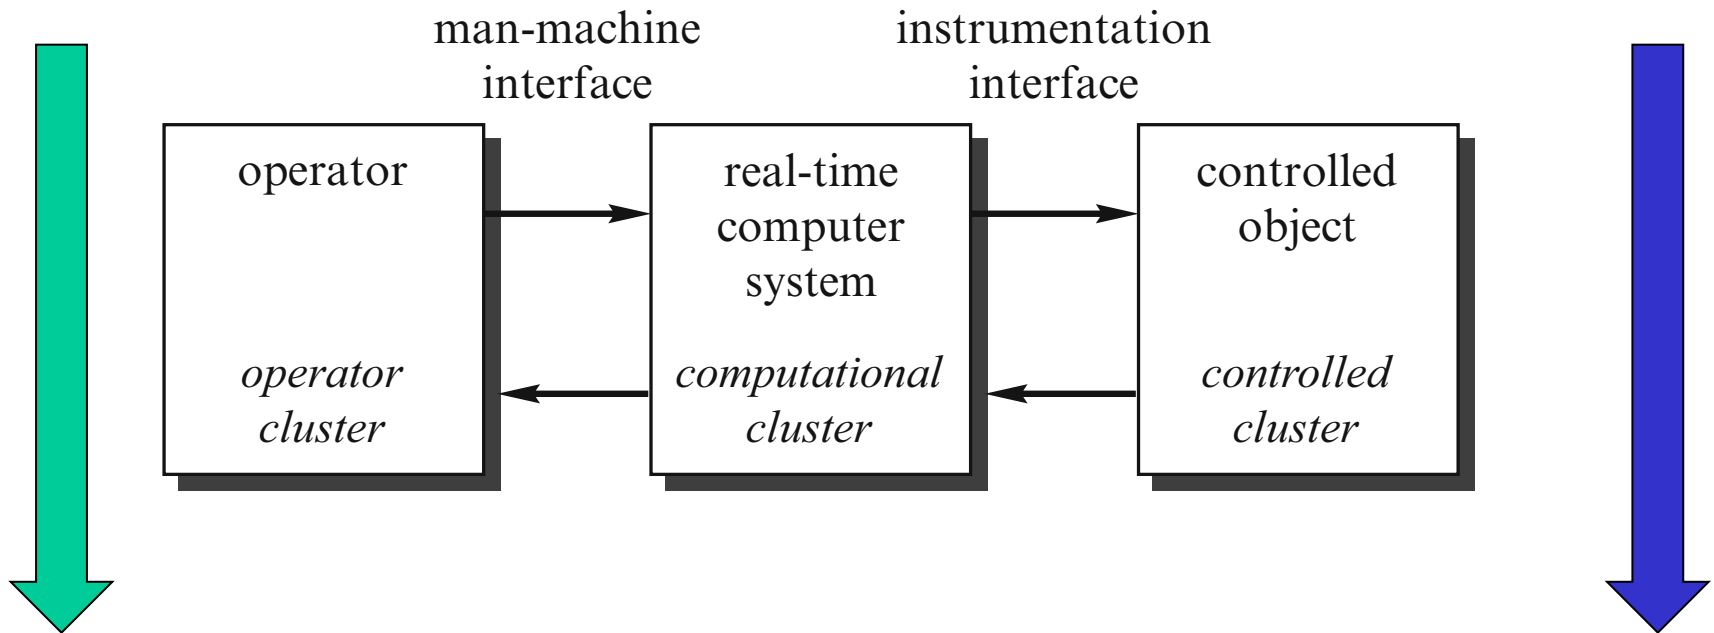 man-machine
interface
instrumentation
interface
operator
operator
cluster
real-time
computer
system
computational
cluster
controlled
object
controlled
cluster